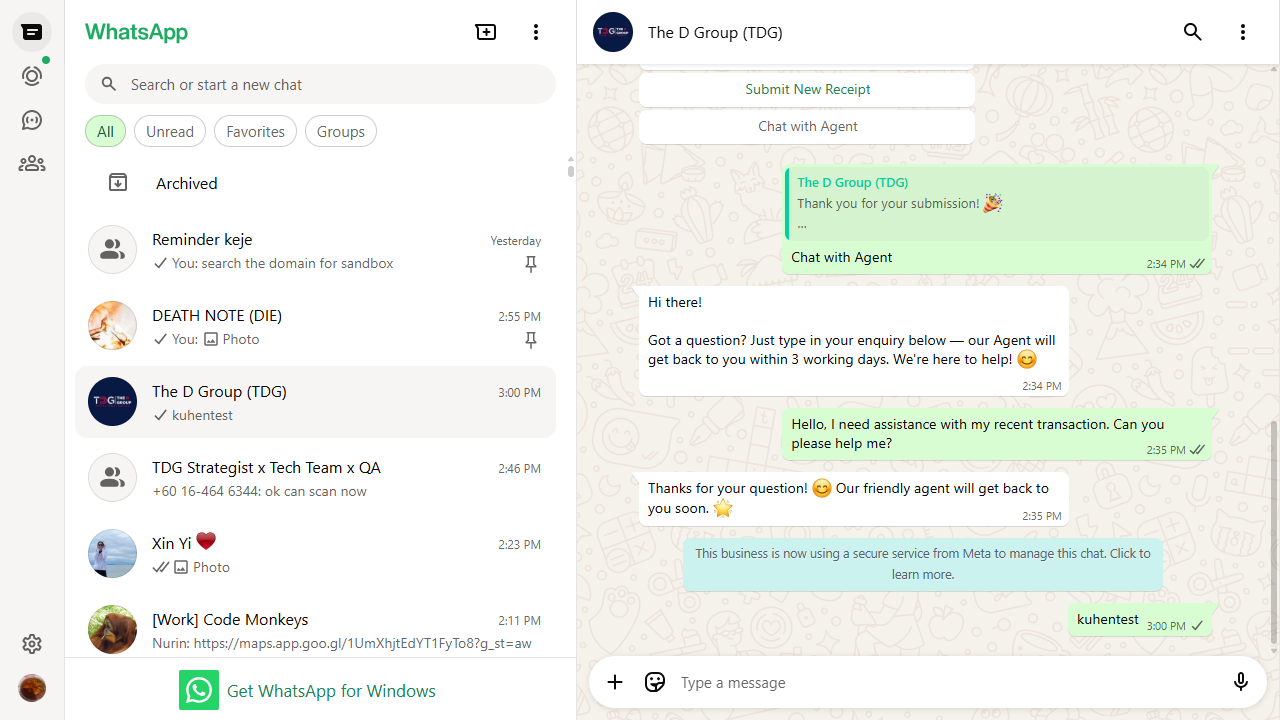 WhatsApp
Search or start a new chat
All
Unread
Favorites
Groups
Archived
Reminder keje
Yesterday
You: search the domain for sandbox
DEATH NOTE (DIE)
2:55 PM
You: Photo
The D Group (TDG)
3:00 PM
kuhentest
TDG Strategist x Tech Team x QA
2:46 PM
+60 16-464 6344: ok can scan now
Xin Yi ❤️
2:23 PM
Photo
[Work] Code Monkeys
2:11 PM
Nurin: https://maps.app.goo.gl/1UmXhjtEdYT1FyTo8?g_st=aw
Get WhatsApp for Windows
The D Group (TDG)
Submit New Receipt
Chat with Agent
The D Group (TDG)
Thank you for your submission! 🎉
...
Chat with Agent
2:34 PM
Hi there!
Got a question? Just type in your enquiry below — our Agent will
get back to you within 3 working days. We're here to help! 😊
2:34 PM
Hello, I need assistance with my recent transaction. Can you
please help me?
2:35 PM
Thanks for your question! 😊 Our friendly agent will get back to
you soon. 🌟
2:35 PM
This business is now using a secure service from Meta to manage this chat. Click to
learn more.
kuhentest
3:00 PM
Type a message